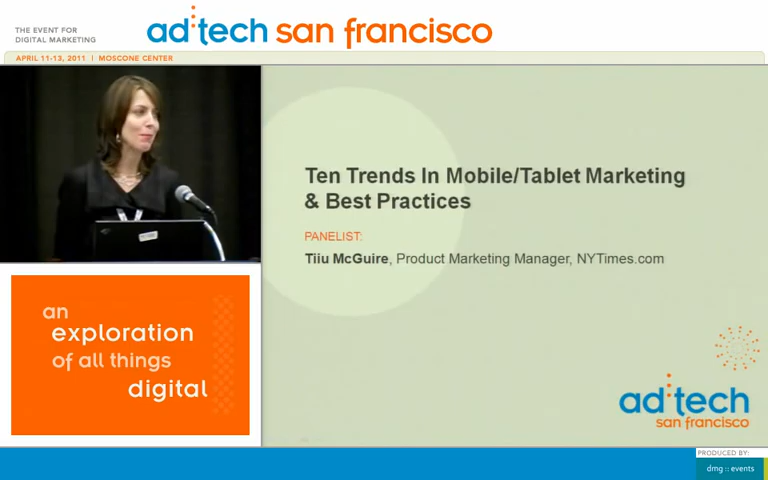 THE EVENT FOR
DIGITAL MARKETING
ad:tech san francisco
APRIL 11-13, 2011 | MOSCONE CENTER
Ten Trends In Mobile/Tablet Marketing
& Best Practices
PANELIST:
Tiiu McGuire, Product Marketing Manager, NYTimes.com
an
exploration
of all things
digital
ad:tech
san francisco
PRODUCED BY:
dmg :: events